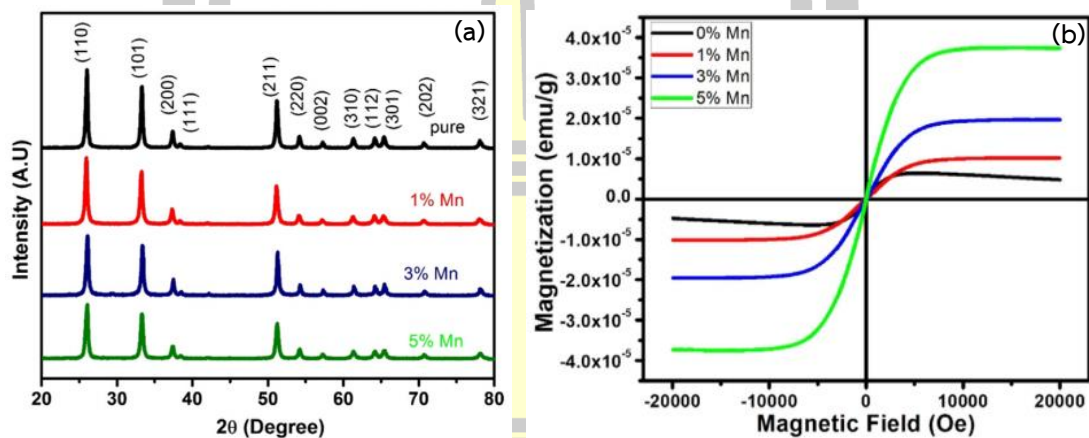 (a)
(110)
(101)
(200)
(111)
(211)
(220)
(002)
(310)
(112)
(301)
(202)
(321)
pure
1% Mn
3% Mn
5% Mn
Intensity (A.U)
20 30 40 50 60 70 80
2θ (Degree)
(b)
0% Mn
1% Mn
3% Mn
5% Mn
4.0x10⁻⁵
3.0x10⁻⁵
2.0x10⁻⁵
1.0x10⁻⁵
0.0
-1.0x10⁻⁵
-2.0x10⁻⁵
-3.0x10⁻⁵
-4.0x10⁻⁵
Magnetization (emu/g)
-20000 -10000 0 10000 20000
Magnetic Field (Oe)